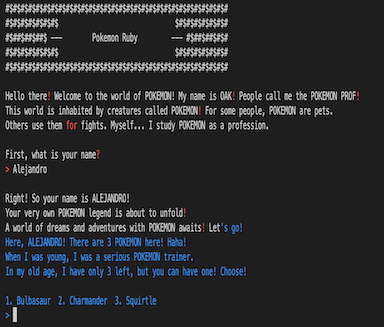 #$#$#$#$#$#$#$#$#$#$#$#$#$#$#$#$#$#$#$#$#$#$#$#$#$
#$#$#$#$#$# $#$#$#$#$#$#
#$##$##$##$ --- Pokemon Ruby --- #$##$##$#$
#$#$#$#$#$# $#$#$#$#$#$#
#$#$#$#$#$#$#$#$#$#$#$#$#$#$#$#$#$#$#$#$#$#$#$#$#$
Hello there! Welcome to the world of POKEMON! My name is OAK! People call me the POKEMON PROF!
This world is inhabited by creatures called POKEMON! For some people, POKEMON are pets.
Others use them for fights. Myself... I study POKEMON as a profession.
First, what is your name?
> Alejandro
Right! So your name is ALEJANDRO!
Your very own POKEMON legend is about to unfold!
A world of dreams and adventures with POKEMON awaits! Let's go!
Here, ALEJANDRO! There are 3 POKEMON here! Haha!
When I was young, I was a serious POKEMON trainer.
In my old age, I have only 3 left, but you can have one! Choose!
1. Bulbasaur 2. Charmander 3. Squirtle
>